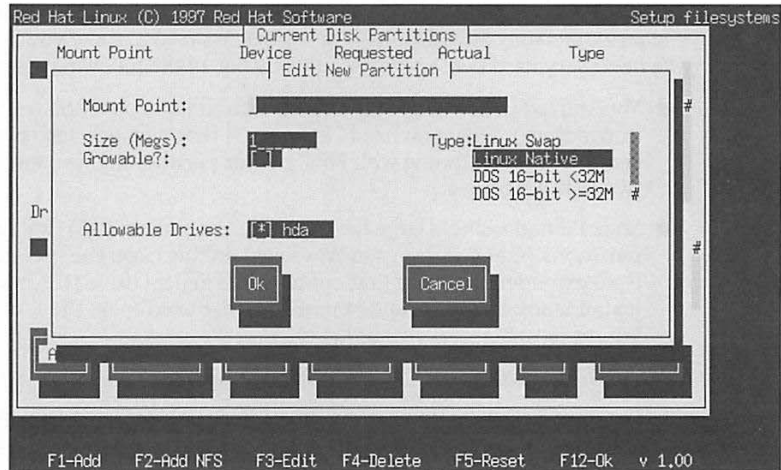 Red Hat Linux (C) 1997 Red Hat Software Setup filesystems
Current Disk Partitions
Mount Point Device Requested Actual Type
Edit New Partition
Mount Point:
Size (Megs): 1 Type:Linux Swap
Growable?: [ ] Linux Native
DOS 16-bit <32M
DOS 16-bit >=32M #
#
Dr
Allowable Drives: [*] hda
#
Ok Cancel
A
F1-Add F2-Add NFS F3-Edit F4-Delete F5-Reset F12-Ok v 1.00